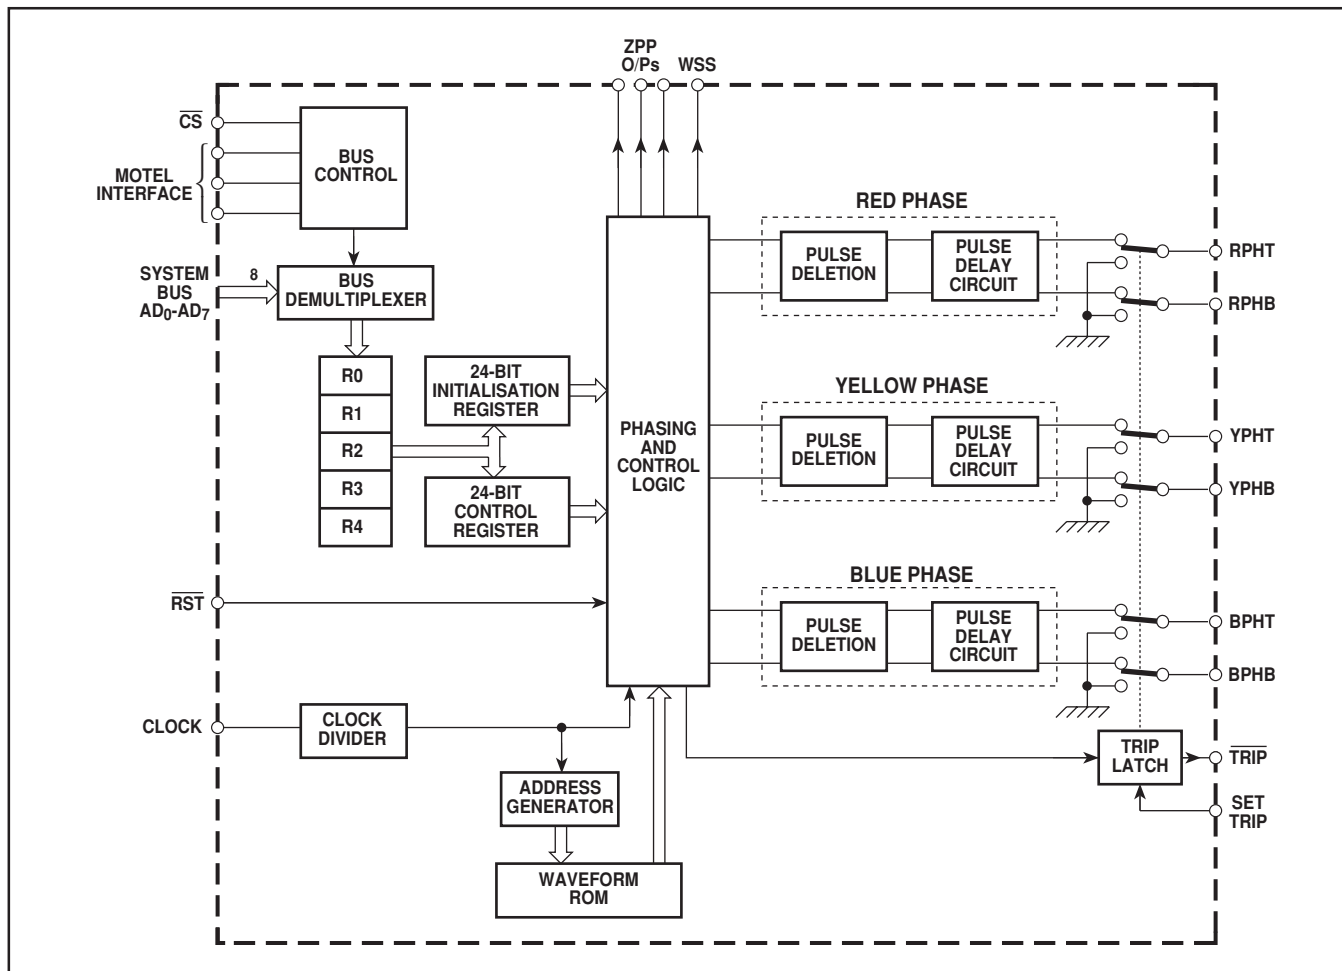 ZPP
O/Ps
WSS
CS
MOTEL
INTERFACE
BUS
CONTROL
SYSTEM
BUS
AD0-AD7
8
BUS
DEMULTIPLEXER
R0
R1
R2
R3
R4
24-BIT
INITIALISATION
REGISTER
24-BIT
CONTROL
REGISTER
PHASING
AND
CONTROL
LOGIC
RED PHASE
PULSE
DELETION
PULSE
DELAY
CIRCUIT
RPHT
RPHB
YELLOW PHASE
PULSE
DELETION
PULSE
DELAY
CIRCUIT
YPHT
YPHB
BLUE PHASE
PULSE
DELETION
PULSE
DELAY
CIRCUIT
BPHT
BPHB
RST
CLOCK
CLOCK
DIVIDER
ADDRESS
GENERATOR
WAVEFORM
ROM
TRIP
LATCH
TRIP
SET
TRIP